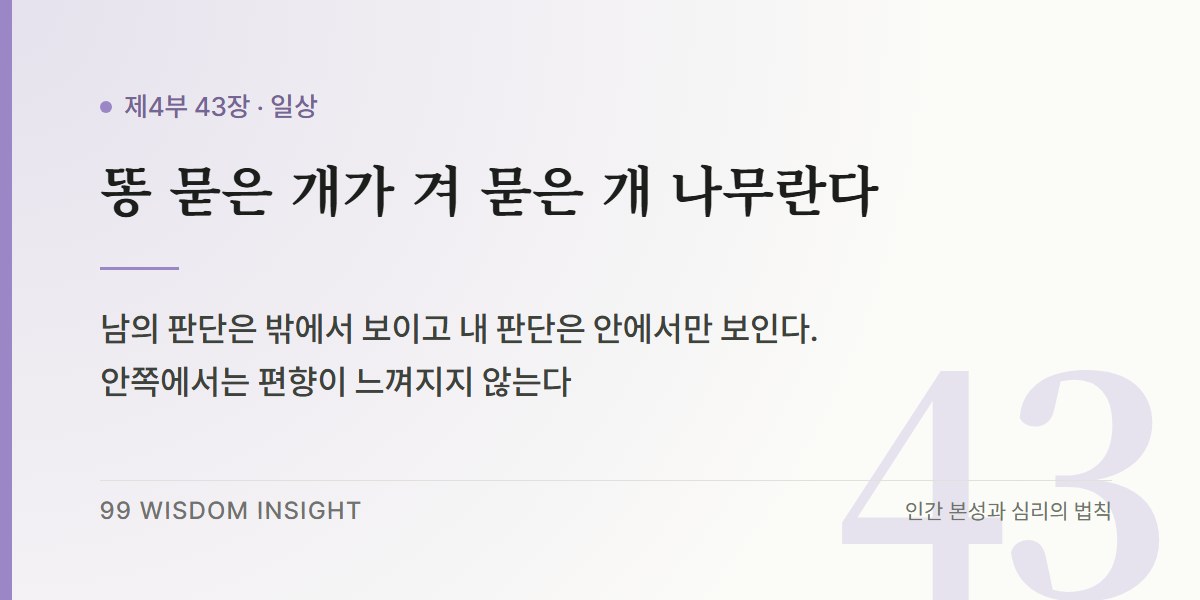 제4부 43장 · 일상
똥 묻은 개가 겨 묻은 개 나무란다
남의 판단은 밖에서 보이고 내 판단은 안에서만 보인다.
안쪽에서는 편향이 느껴지지 않는다
99 WISDOM INSIGHT
인간 본성과 심리의 법칙
43